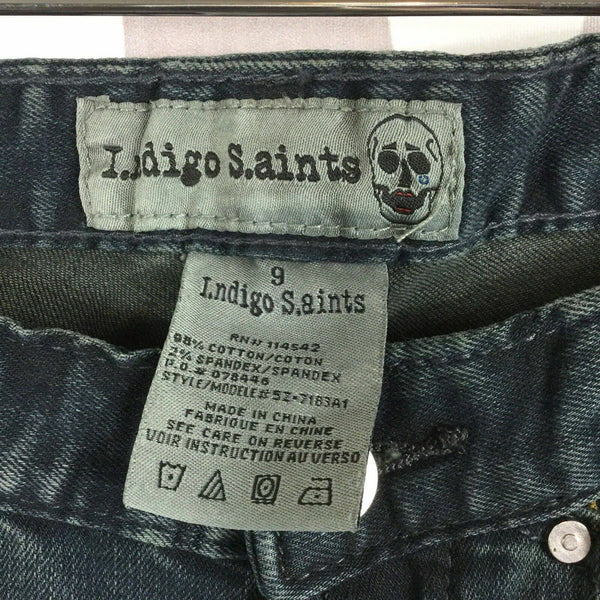 I.ndigo S.aints
9
I.ndigo S.aints
RN# 114542
98% COTTON/COTON
2% SPANDEX/SPANDEX
P.O # 078446
STYLE/MODELE# SZ-7183A1
MADE IN CHINA
FABRIQUE EN CHINE
SEE CARE ON REVERSE
VOIR INSTRUCTION AU VERSO